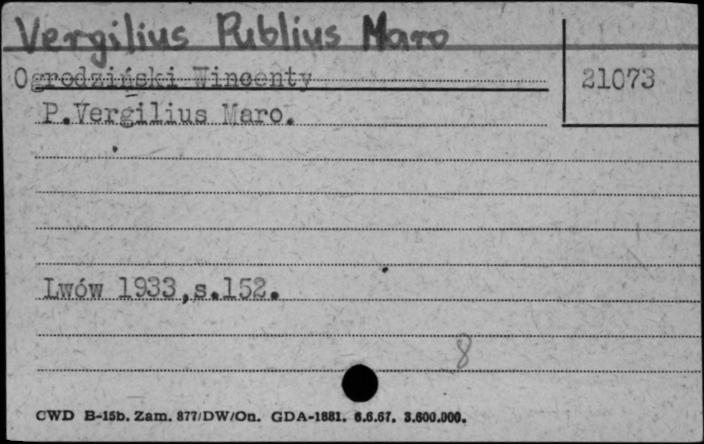 Vergilius Publius Maro
Ogrodziński Wincenty
21073
P.Vergilius Maro.
Lwów 1933,s.152.
8
CWD B-15b. Zam. 877/DW/On. GDA-1881. 6.6.67. 3.600.000.